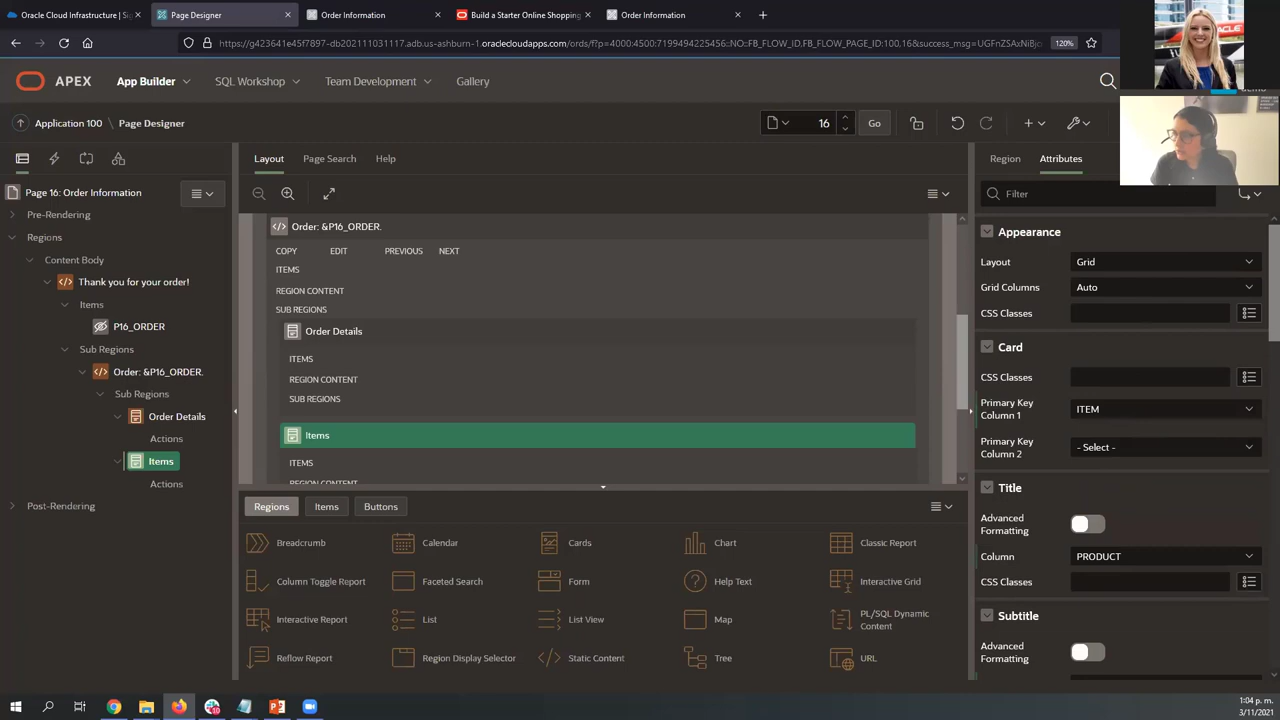 Oracle Cloud Infrastructure | Sig
Page Designer
Order Information
Build a Starter Online Shopping
Order Information
120%
APEX
App Builder
SQL Workshop
Team Development
Gallery
Application 100
Page Designer
16
Go
Layout
Page Search
Help
Region
Attributes
Page 16: Order Information
Filter
Pre-Rendering
Regions
Content Body
Thank you for your order!
Items
P16_ORDER
Sub Regions
Order: &P16_ORDER.
Sub Regions
Order Details
Actions
Items
Actions
Post-Rendering
Order: &P16_ORDER.
COPY EDIT PREVIOUS NEXT
ITEMS
REGION CONTENT
SUB REGIONS
Order Details
ITEMS
REGION CONTENT
SUB REGIONS
Items
ITEMS
REGION CONTENT
Regions Items Buttons
Breadcrumb Calendar Cards Chart Classic Report
Column Toggle Report Faceted Search Form Help Text Interactive Grid
Interactive Report List List View Map PL/SQL Dynamic
Content
Reflow Report Region Display Selector Static Content Tree URL
Appearance
Layout Grid
Grid Columns Auto
CSS Classes
Card
CSS Classes
Primary Key
Column 1
ITEM
Primary Key
Column 2
- Select -
Title
Advanced
Formatting
Column PRODUCT
CSS Classes
Subtitle
Advanced
Formatting
1:04 p. m.
3/11/2021